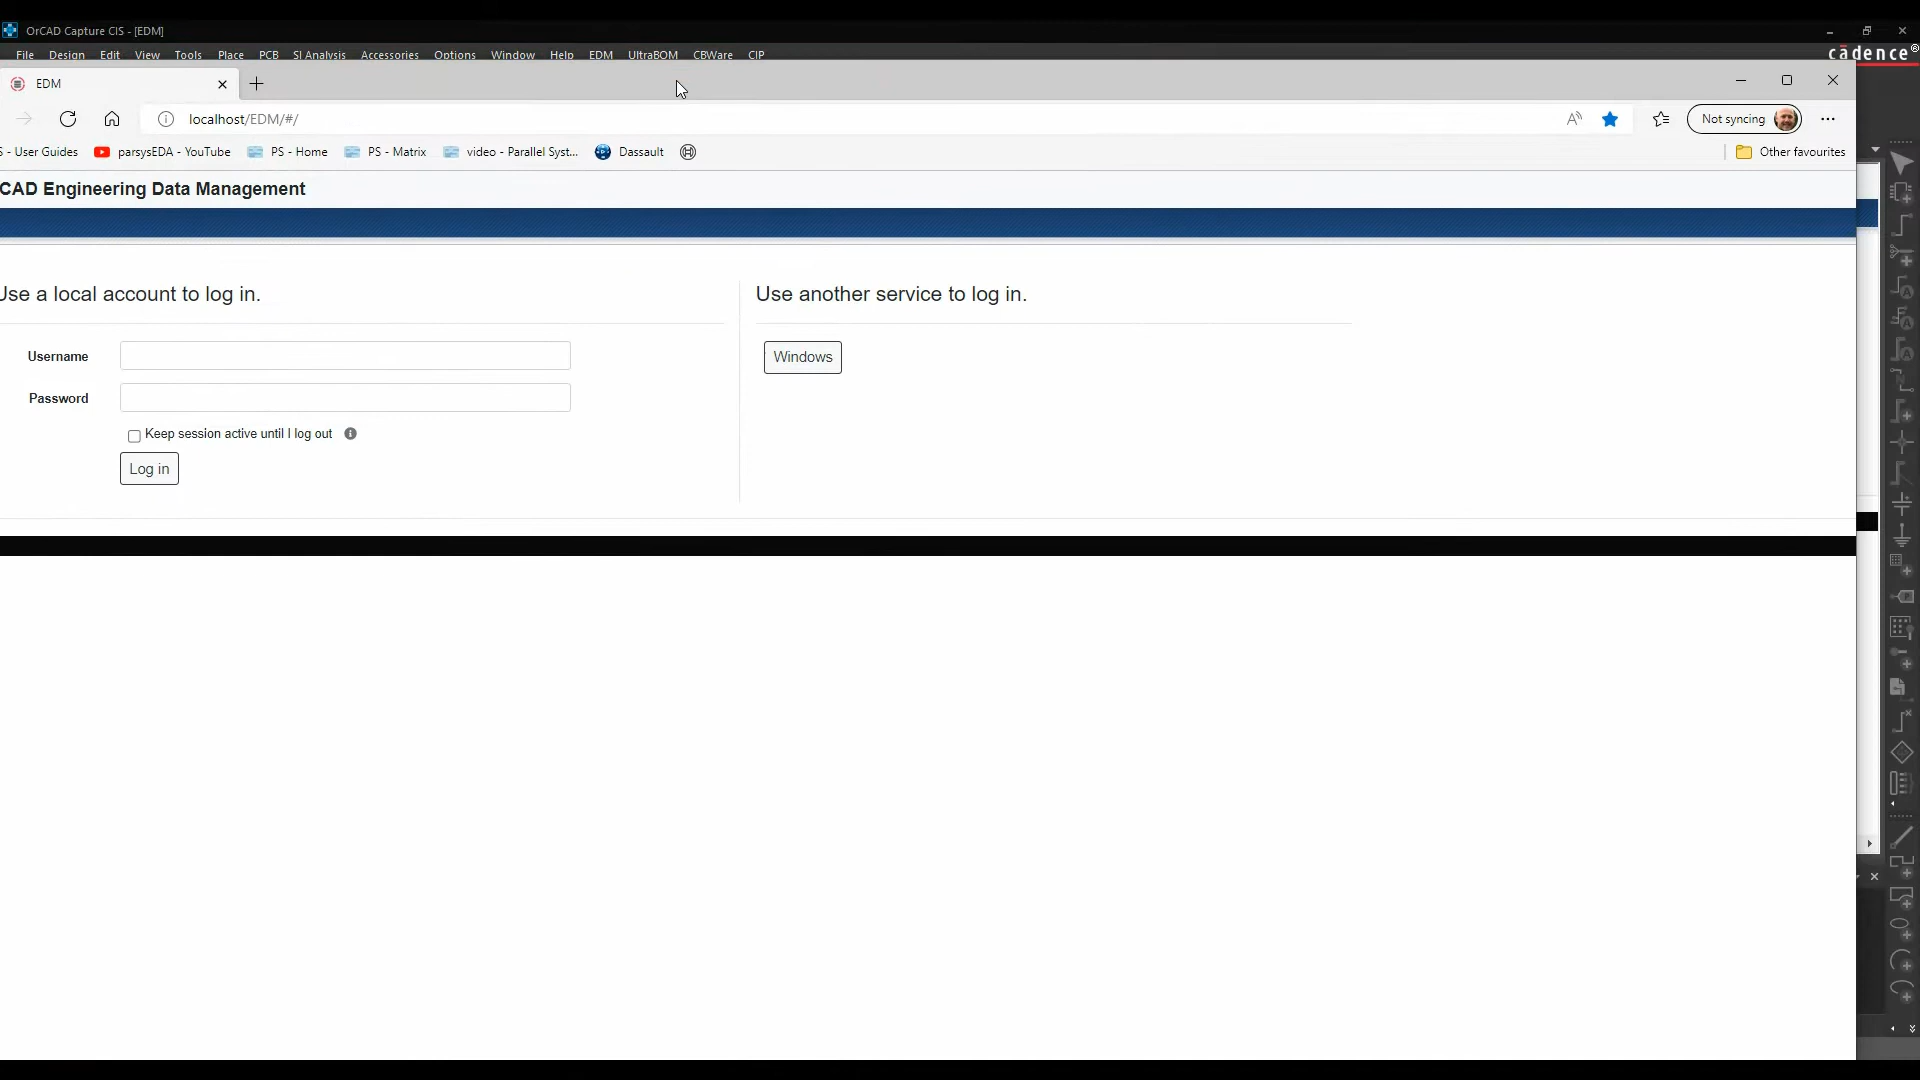 OrCAD Capture CIS - [EDM]
File Design Edit View Tools Place PCB SI Analysis Accessories Options Window Help EDM UltraBOM CBWare CIP
cādence®
EDM
localhost/EDM/#/
Not syncing
S - User Guides parsysEDA - YouTube PS - Home PS - Matrix video - Parallel Syst... Dassault Other favourites
CAD Engineering Data Management
Use a local account to log in.
Use another service to log in.
Username
Windows
Password
Keep session active until I log out
Log in